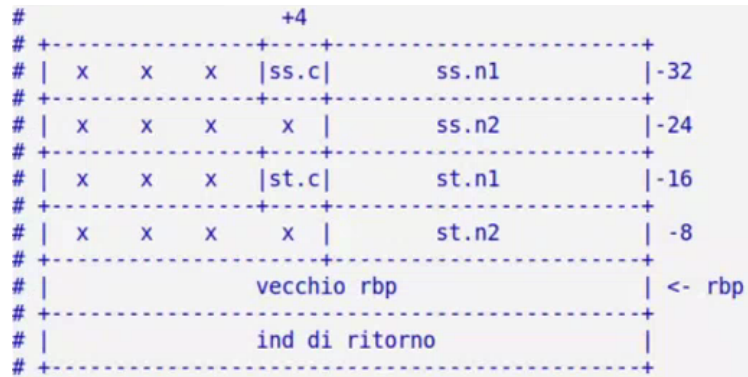 # +4
# +----------------+----+------------------------+
# | x x x |ss.c| ss.n1 |-32
# +----------------+----+------------------------+
# | x x x x | ss.n2 |-24
# +----------------+----+------------------------+
# | x x x |st.c| st.n1 |-16
# +----------------+----+------------------------+
# | x x x x | st.n2 | -8
# +---------------------+------------------------+
# | vecchio rbp | <- rbp
# +----------------------------------------------+
# | ind di ritorno |
# +----------------------------------------------+